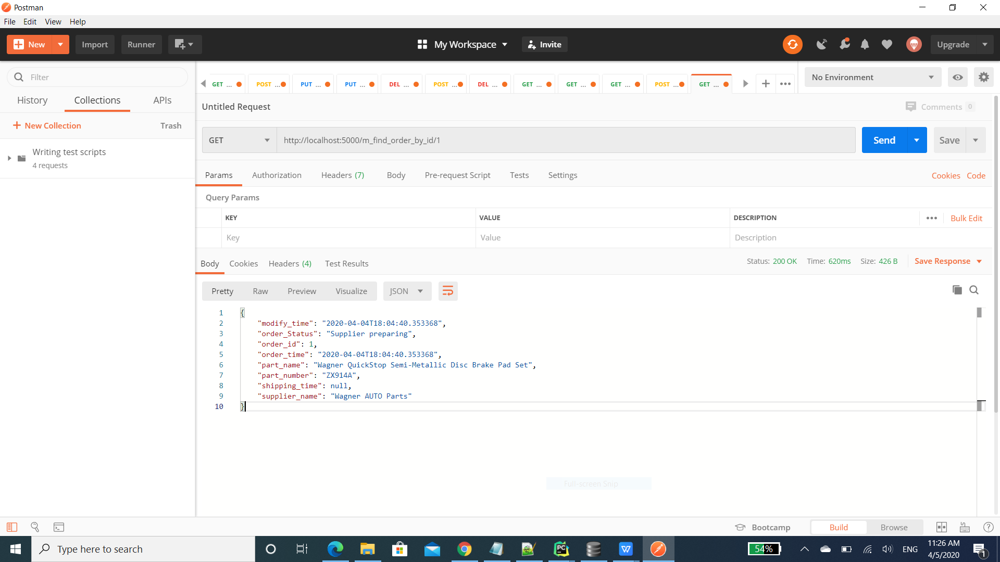 Postman
File Edit View Help
New Import Runner My Workspace Invite Upgrade
Filter
History Collections APIs
New Collection Trash
Writing test scripts
4 requests
GET ... POST ... PUT ... PUT ... DEL ... POST ... DEL ... GET ... GET ... GET ... POST ... GET ... No Environment
Untitled Request Comments 0
GET http://localhost:5000/m_find_order_by_id/1 Send Save
Params Authorization Headers (7) Body Pre-request Script Tests Settings Cookies Code
Query Params
KEY VALUE DESCRIPTION Bulk Edit
Key Value Description
Body Cookies Headers (4) Test Results Status: 200 OK Time: 620ms Size: 426 B Save Response
Pretty Raw Preview Visualize JSON
1 {
2 "modify_time": "2020-04-04T18:04:40.353368",
3 "order_Status": "Supplier preparing",
4 "order_id": 1,
5 "order_time": "2020-04-04T18:04:40.353368",
6 "part_name": "Wagner QuickStop Semi-Metallic Disc Brake Pad Set",
7 "part_number": "ZX914A",
8 "shipping_time": null,
9 "supplier_name": "Wagner AUTO Parts"
10 }
Full-screen Snip
Bootcamp Build Browse
Type here to search PC W 54% ENG 11:26 AM
4/5/2020 1